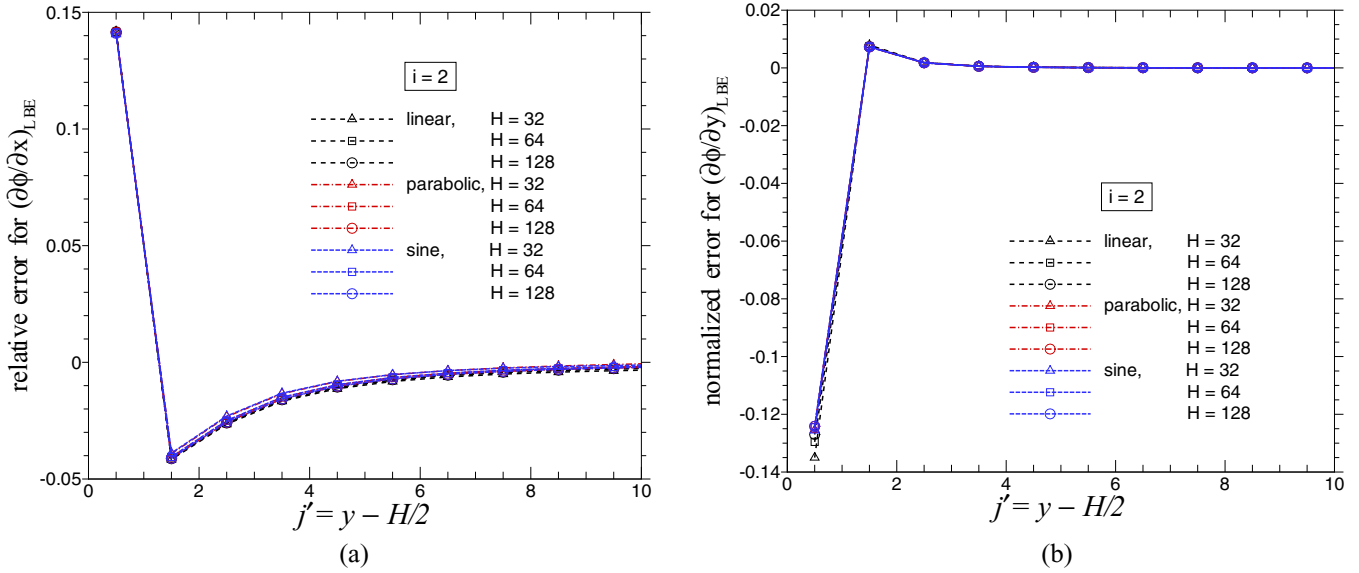 relative error for (∂ϕ/∂x)LBE
0.15
0.1
0.05
0
-0.05
i = 2
linear, H = 32
H = 64
H = 128
parabolic, H = 32
H = 64
H = 128
sine, H = 32
H = 64
H = 128
0 2 4 6 8 10
j′ = y − H/2
(a)
normalized error for (∂ϕ/∂y)LBE
0.02
0
-0.02
-0.04
-0.06
-0.08
-0.1
-0.12
-0.14
i = 2
linear, H = 32
H = 64
H = 128
parabolic, H = 32
H = 64
H = 128
sine, H = 32
H = 64
H = 128
0 2 4 6 8 10
j′ = y − H/2
(b)